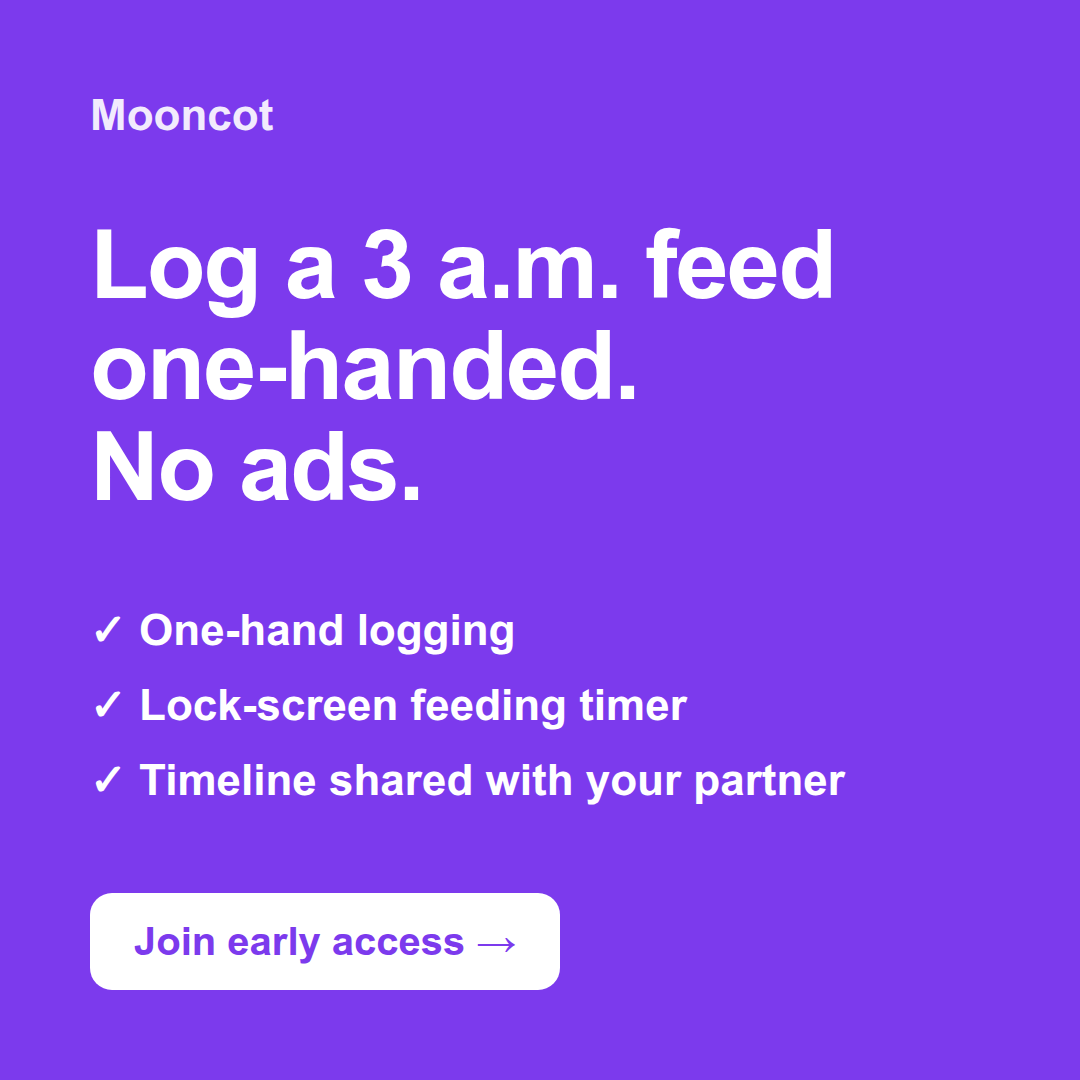 Mooncot
Log a 3 a.m. feed
one-handed.
No ads.
✓ One-hand logging
✓ Lock-screen feeding timer
✓ Timeline shared with your partner
Join early access →